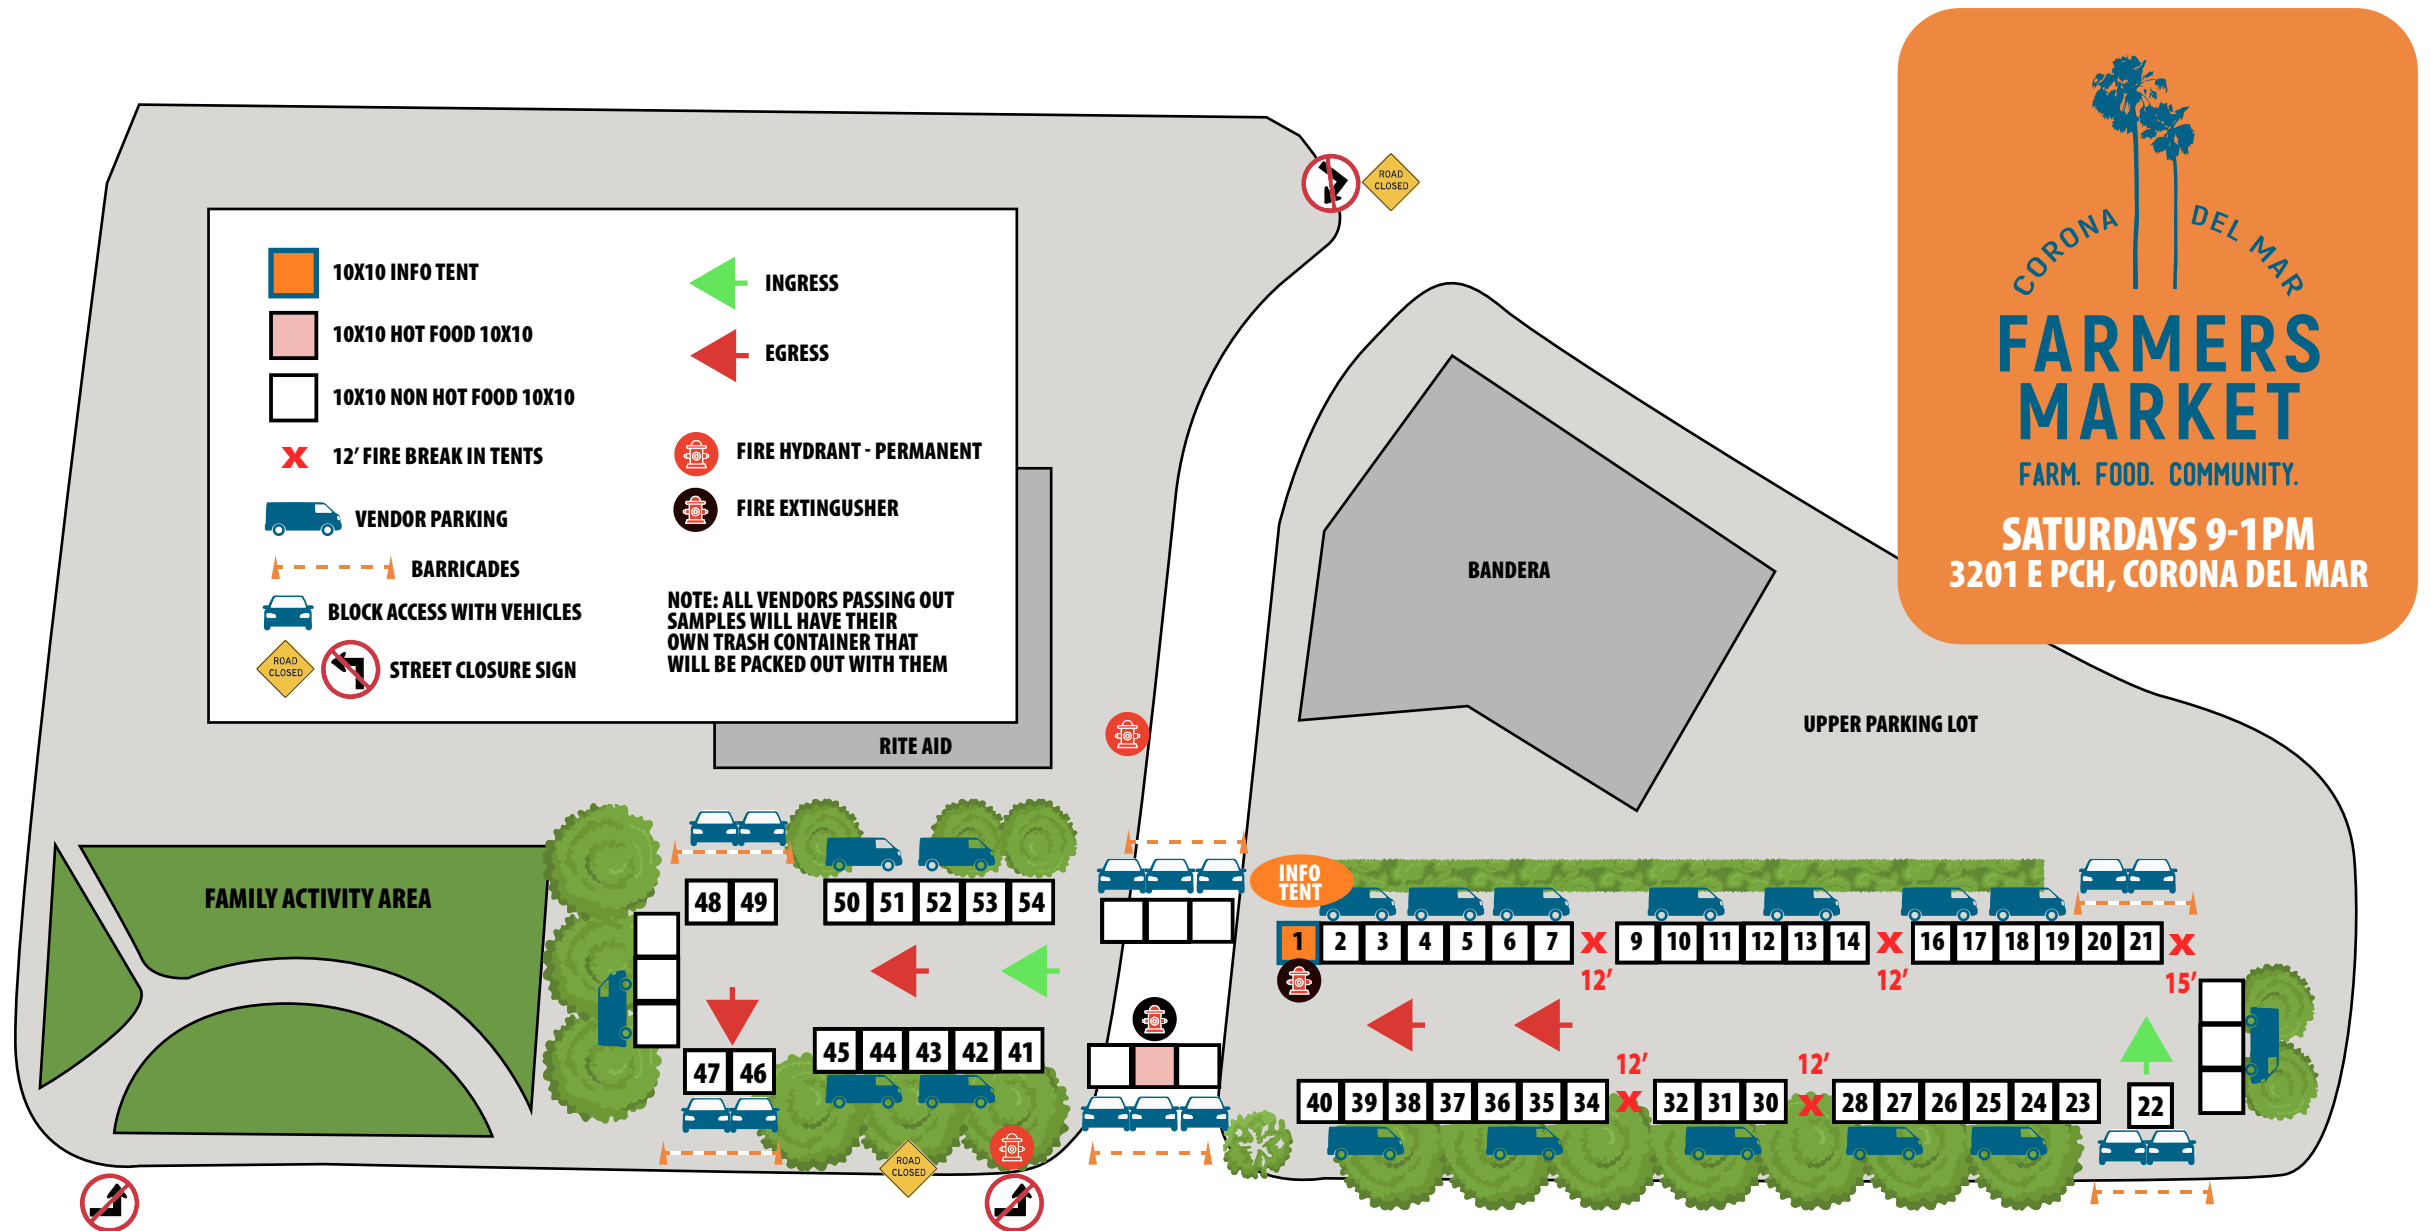 CORONA DEL MAR
FARMERS
MARKET
FARM. FOOD. COMMUNITY.
SATURDAYS 9-1PM
3201 E PCH, CORONA DEL MAR
ROAD
CLOSED
10X10 INFO TENT
10X10 HOT FOOD 10X10
10X10 NON HOT FOOD 10X10
X 12’ FIRE BREAK IN TENTS
VENDOR PARKING
BARRICADES
BLOCK ACCESS WITH VEHICLES
ROAD
CLOSED
STREET CLOSURE SIGN
INGRESS
EGRESS
FIRE HYDRANT - PERMANENT
FIRE EXTINGUSHER
NOTE: ALL VENDORS PASSING OUT
SAMPLES WILL HAVE THEIR
OWN TRASH CONTAINER THAT
WILL BE PACKED OUT WITH THEM
RITE AID
BANDERA
UPPER PARKING LOT
FAMILY ACTIVITY AREA
48 49
50 51 52 53 54
INFO
TENT
1 2 3 4 5 6 7 X 9 10 11 12 13 14 X 16 17 18 19 20 21 X
12’ 12’ 15’
45 44 43 42 41
47 46
12’ 12’
40 39 38 37 36 35 34 X 32 31 30 X 28 27 26 25 24 23 22
ROAD
CLOSED